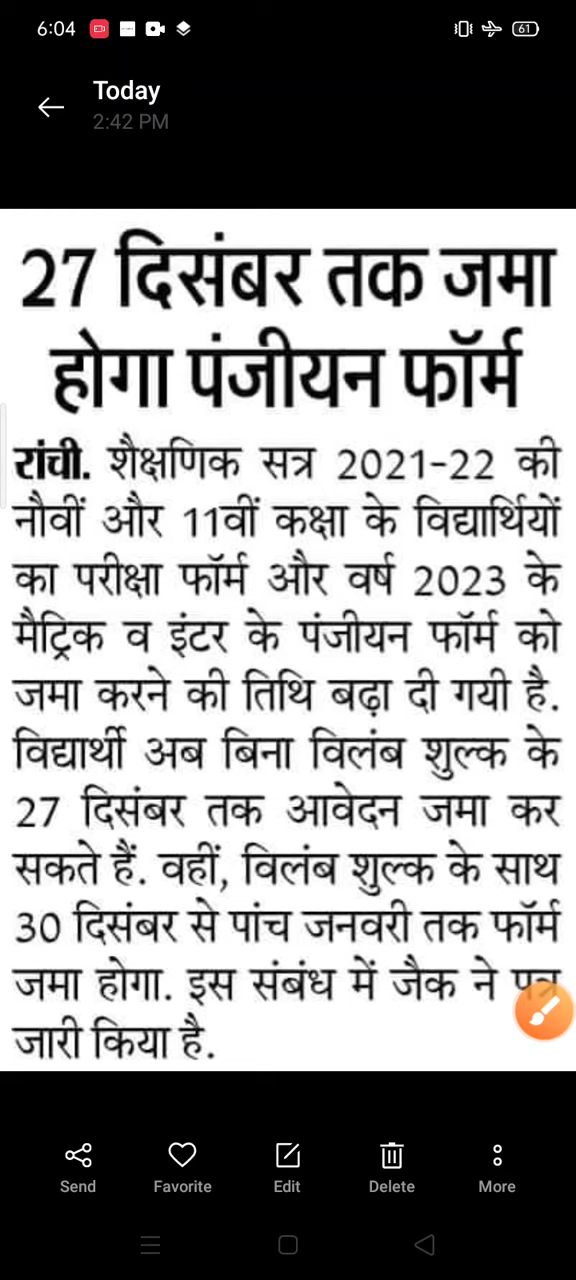 6:04
61
Today
2:42 PM
27 दिसंबर तक जमा
होगा पंजीयन फॉर्म
रांची. शैक्षणिक सत्र 2021-22 की
नौवीं और 11वीं कक्षा के विद्यार्थियों
का परीक्षा फॉर्म और वर्ष 2023 के
मैट्रिक व इंटर के पंजीयन फॉर्म को
जमा करने की तिथि बढ़ा दी गयी है.
विद्यार्थी अब बिना विलंब शुल्क के
27 दिसंबर तक आवेदन जमा कर
सकते हैं. वहीं, विलंब शुल्क के साथ
30 दिसंबर से पांच जनवरी तक फॉर्म
जमा होगा. इस संबंध में जैक ने पत्र
जारी किया है.
Send Favorite Edit Delete More